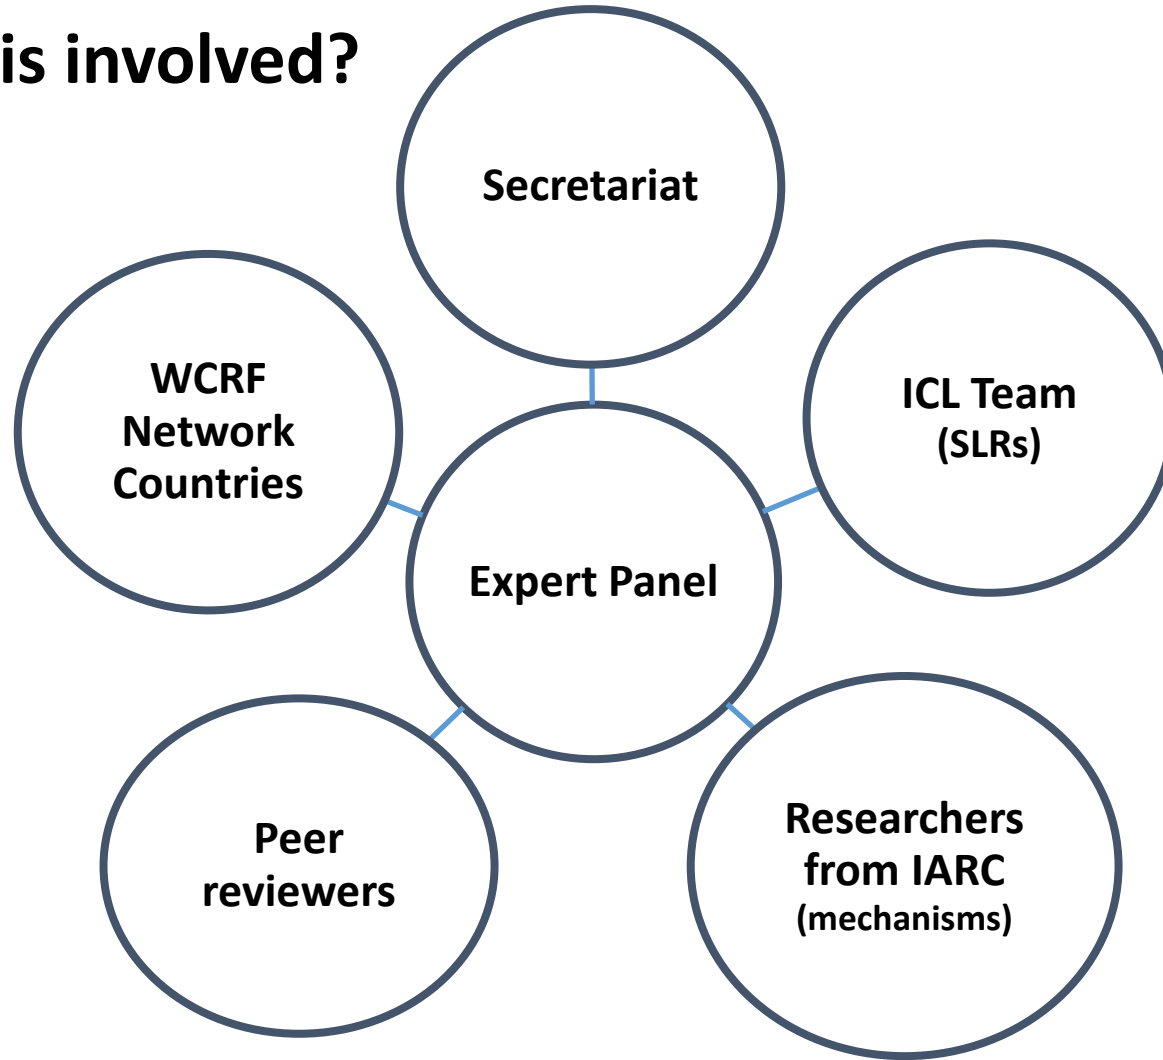 is involved?
Secretariat
WCRF
Network
Countries
ICL Team
(SLRs)
Expert Panel
Peer
reviewers
Researchers
from IARC
(mechanisms)